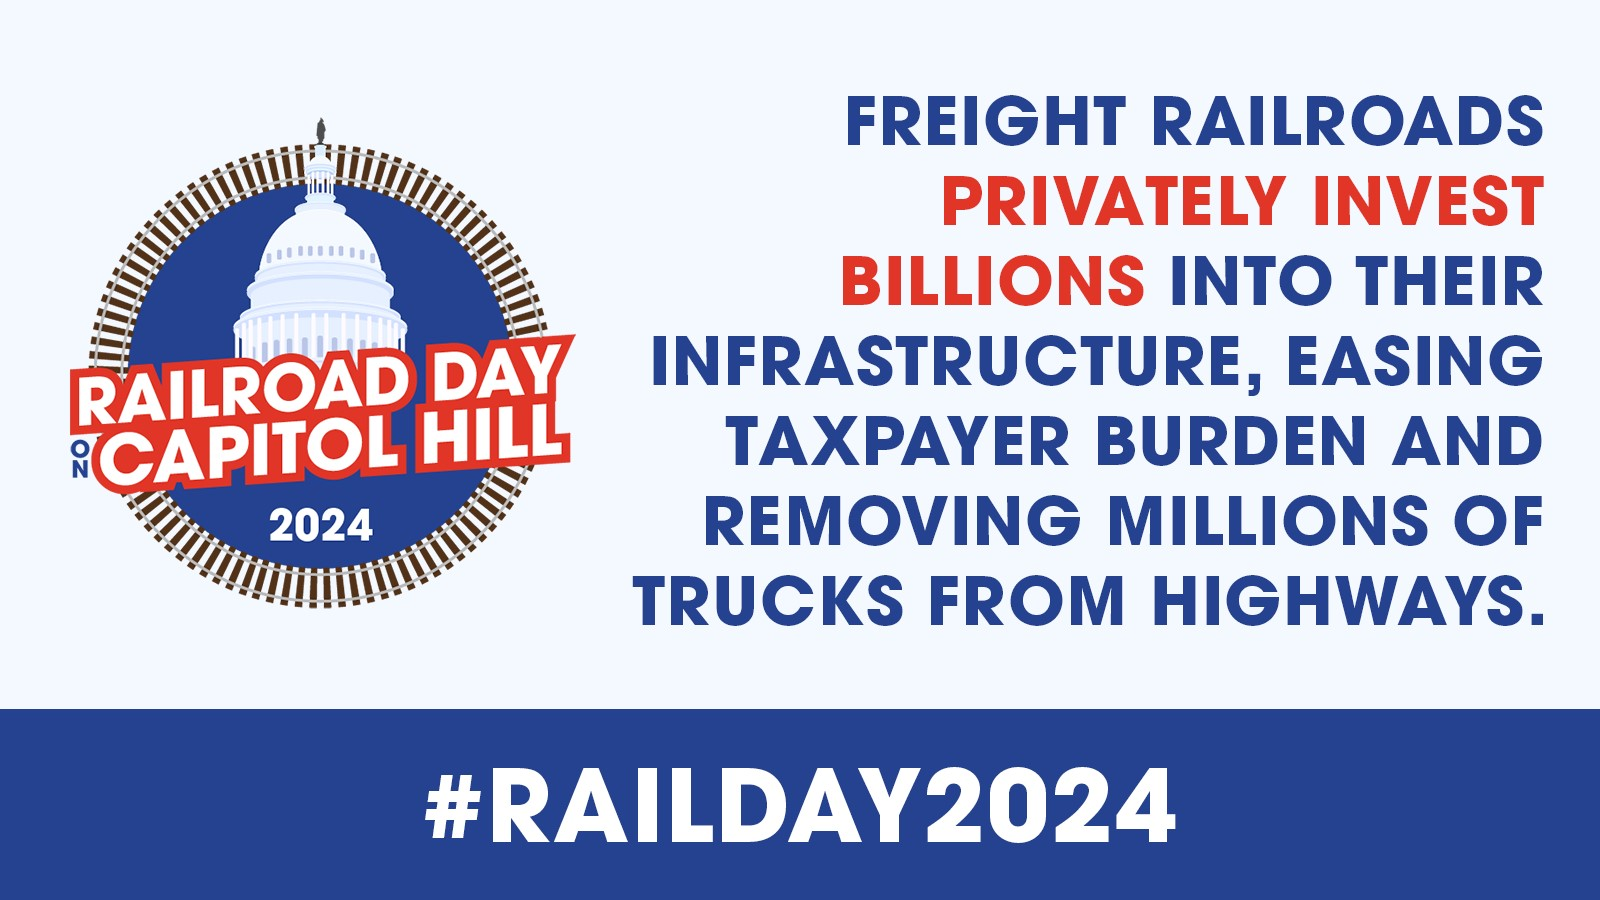 RAILROAD DAY
ON
CAPITOL HILL
2024
FREIGHT RAILROADS
PRIVATELY INVEST
BILLIONS INTO THEIR
INFRASTRUCTURE, EASING
TAXPAYER BURDEN AND
REMOVING MILLIONS OF
TRUCKS FROM HIGHWAYS.
#RAILDAY2024